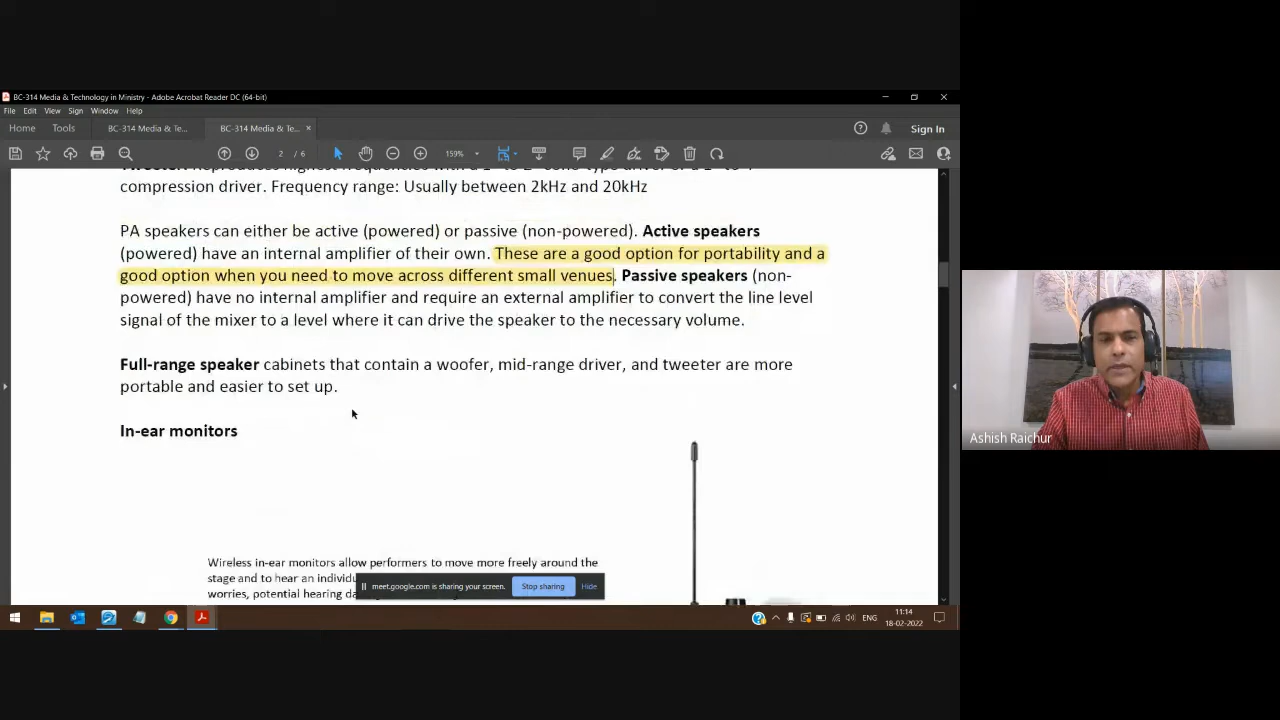 BC-314 Media & Technology in Ministry - Adobe Acrobat Reader DC (64-bit)
File Edit View Sign Window Help
Home Tools BC-314 Media & Te... BC-314 Media & Te... × Sign In
2 / 6 159%
compression driver. Frequency range: Usually between 2kHz and 20kHz
PA speakers can either be active (powered) or passive (non-powered). Active speakers
(powered) have an internal amplifier of their own. These are a good option for portability and a
good option when you need to move across different small venues. Passive speakers (non-
powered) have no internal amplifier and require an external amplifier to convert the line level
signal of the mixer to a level where it can drive the speaker to the necessary volume.
Full-range speaker cabinets that contain a woofer, mid-range driver, and tweeter are more
portable and easier to set up.
In-ear monitors
Wireless in-ear monitors allow performers to move more freely around the
stage and to hear an
worries, potential hearing
meet.google.com is sharing your screen. Stop sharing Hide
Ashish Raichur
ENG 11:14
18-02-2022